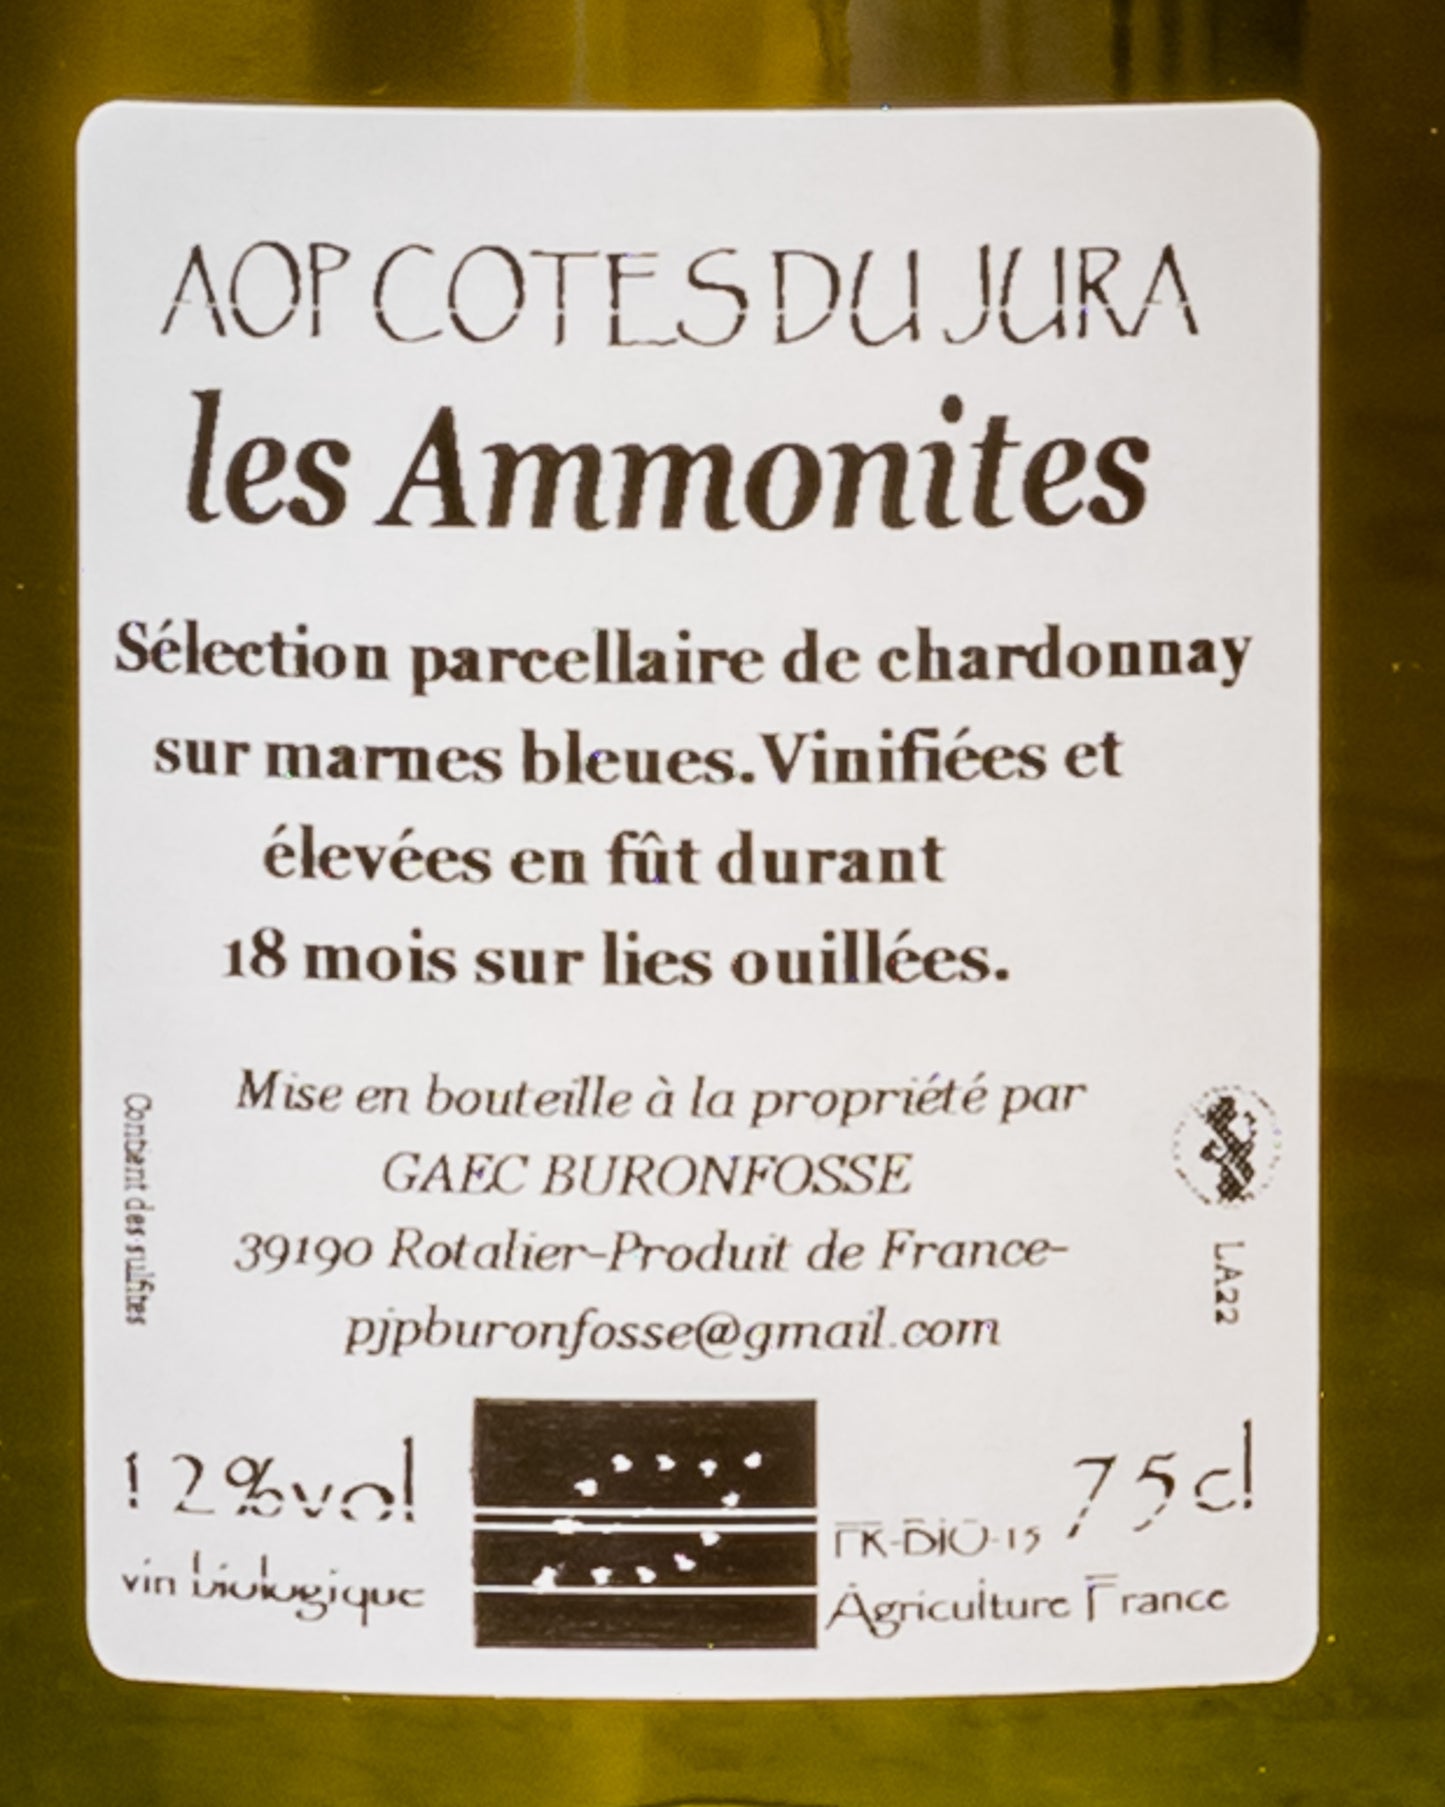 AOP COTES DU JURA
les Ammonites
Sélection parcellaire de chardonnay
sur marnes bleues. Vinifiées et
élevées en fût durant
18 mois sur lies ouillées.
Mise en bouteille à la propriété par
GAEC BURONFOSSE
39190 Rotalier-Produit de France-
pjpburonfosse@gmail.com
Contient des sulfites
LA22
12%vol
vin biologique
FR-BIO-15
Agriculture France
75cl